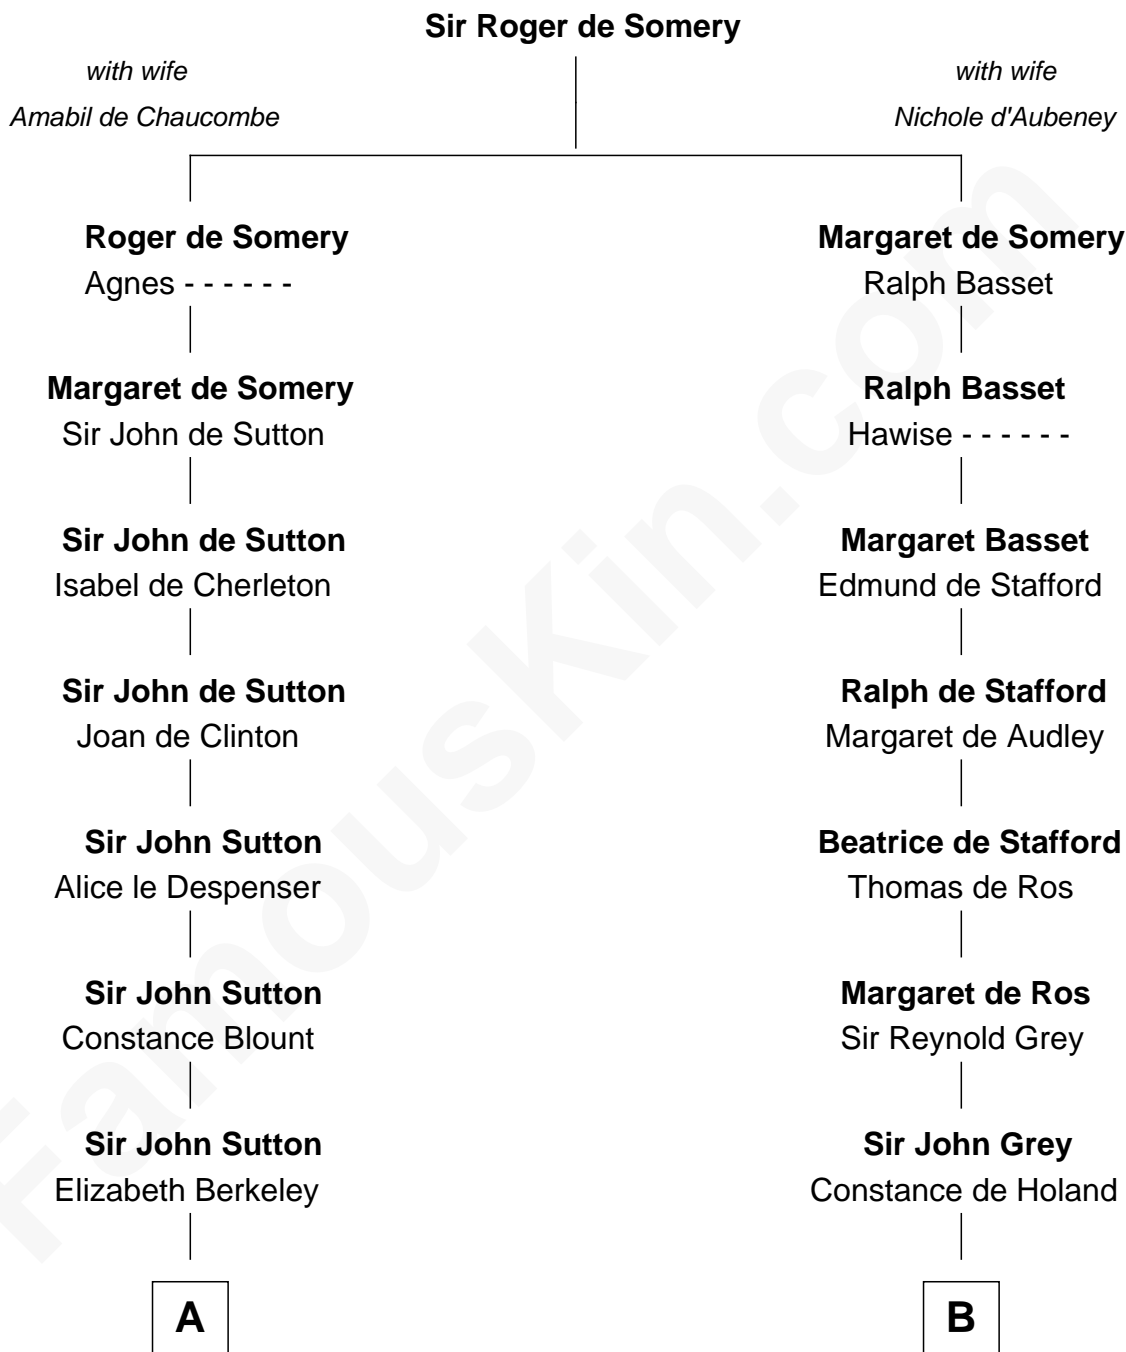 Sir Roger de Somery
with wife
Amabil de Chaucombe
with wife
Nichole d'Aubeney
Roger de Somery
Agnes - - - - - -
Margaret de Somery
Ralph Basset
Margaret de Somery
Sir John de Sutton
Ralph Basset
Hawise - - - - - -
Sir John de Sutton
Isabel de Cherleton
Margaret Basset
Edmund de Stafford
Sir John de Sutton
Joan de Clinton
Ralph de Stafford
Margaret de Audley
Sir John Sutton
Alice le Despenser
Beatrice de Stafford
Thomas de Ros
Sir John Sutton
Constance Blount
Margaret de Ros
Sir Reynold Grey
Sir John Sutton
Elizabeth Berkeley
Sir John Grey
Constance de Holand
A
B
FamousKin.com